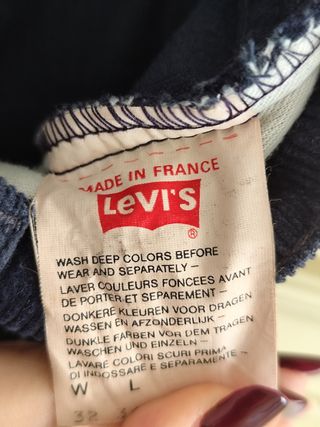 MADE IN FRANCE
LEVI'S
®
WASH DEEP COLORS BEFORE
WEAR AND SEPARATELY –
LAVER COULEURS FONCEES AVANT
DE PORTER ET SEPAREMENT –
DONKERE KLEUREN VOOR DRAGEN
WASSEN EN AFZONDERLIJK –
DUNKLE FARBEN VOR DEM TRAGEN
WASCHEN UND EINZELN –
LAVARE COLORI SCURI PRIMA
DI INDOSSARE E SEPARAMENTE –
W L
32